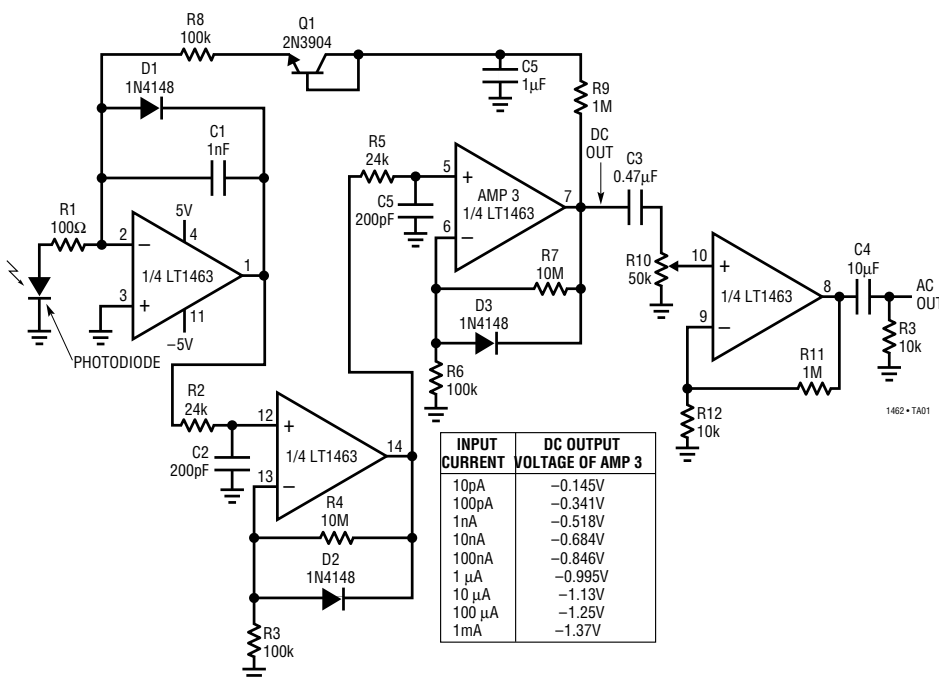 R8
100k
Q1
2N3904
D1
1N4148
C1
1nF
C5
1µF
R9
1M
R1
100Ω
5V
2
−
4
1/4 LT1463
1
3
+
11
−5V
PHOTODIODE
R5
24k
C5
200pF
5
+
AMP 3
1/4 LT1463
7
6
−
DC
OUT
C3
0.47µF
R7
10M
D3
1N4148
R6
100k
R10
50k
10
+
1/4 LT1463
8
9
−
C4
10µF
AC
OUT
R3
10k
R11
1M
R12
10k
1462 • TA01
R2
24k
C2
200pF
12
+
1/4 LT1463
14
13
−
R4
10M
D2
1N4148
R3
100k
INPUT CURRENT DC OUTPUT VOLTAGE OF AMP 3
10pA −0.145V
100pA −0.341V
1nA −0.518V
10nA −0.684V
100nA −0.846V
1 µA −0.995V
10 µA −1.13V
100 µA −1.25V
1mA −1.37V